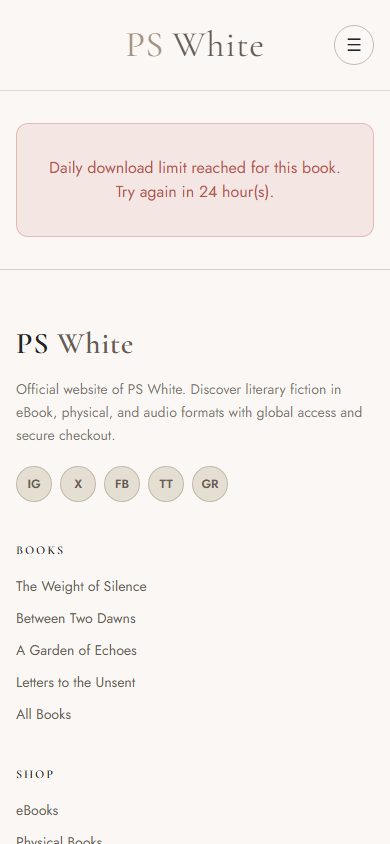 PS White
☰
Daily download limit reached for this book.
Try again in 24 hour(s).
PS White
Official website of PS White. Discover literary fiction in
eBook, physical, and audio formats with global access and
secure checkout.
IG X FB TT GR
BOOKS
The Weight of Silence
Between Two Dawns
A Garden of Echoes
Letters to the Unsent
All Books
SHOP
eBooks
Physical Books